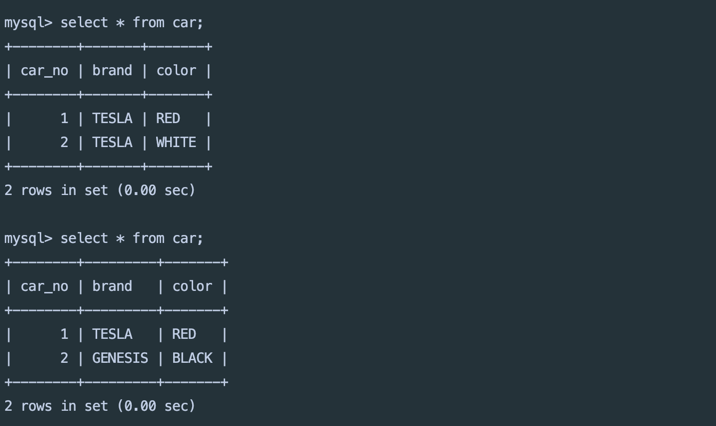 mysql> select * from car;
+--------+-------+-------+
| car_no | brand | color |
+--------+-------+-------+
|      1 | TESLA | RED   |
|      2 | TESLA | WHITE |
+--------+-------+-------+
2 rows in set (0.00 sec)

mysql> select * from car;
+--------+---------+-------+
| car_no | brand   | color |
+--------+---------+-------+
|      1 | TESLA   | RED   |
|      2 | GENESIS | BLACK |
+--------+---------+-------+
2 rows in set (0.00 sec)